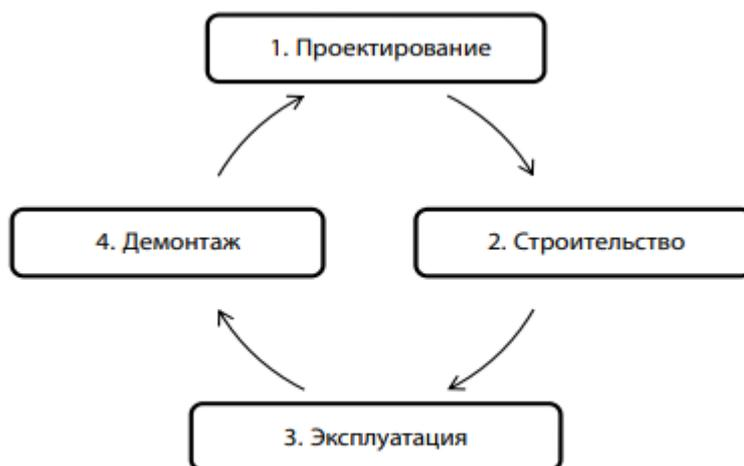 1. Проектирование
4. Демонтаж
2. Строительство
3. Эксплуатация